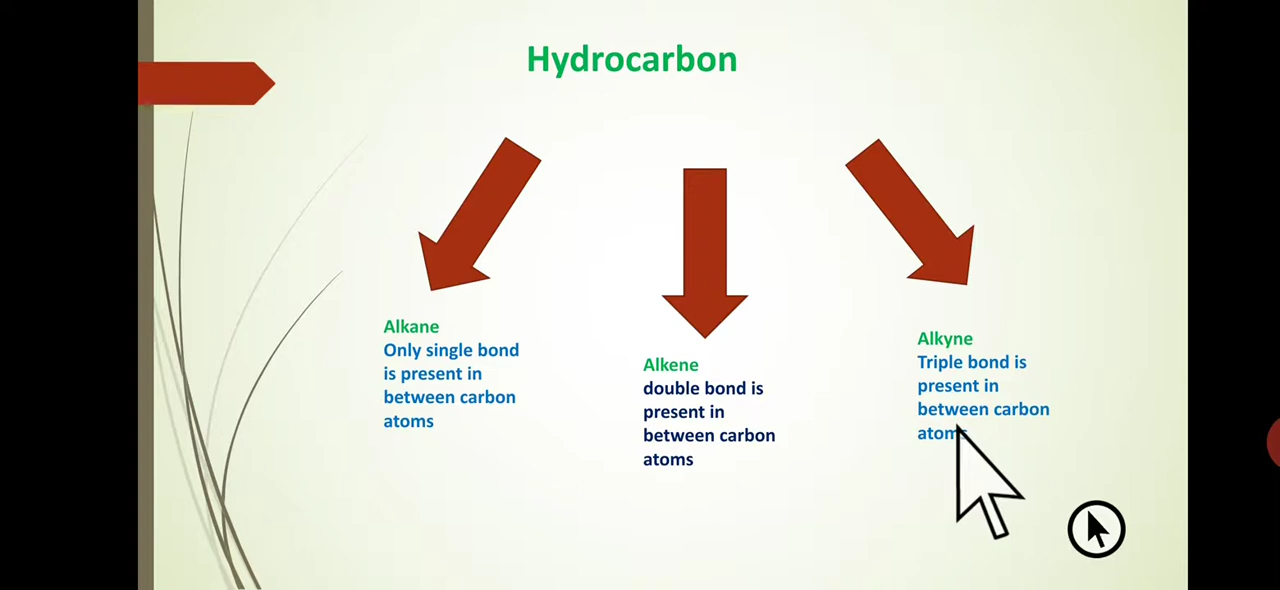 Hydrocarbon
Alkane
Only single bond
is present in
between carbon
atoms
Alkene
double bond is
present in
between carbon
atoms
Alkyne
Triple bond is
present in
between carbon
atoms